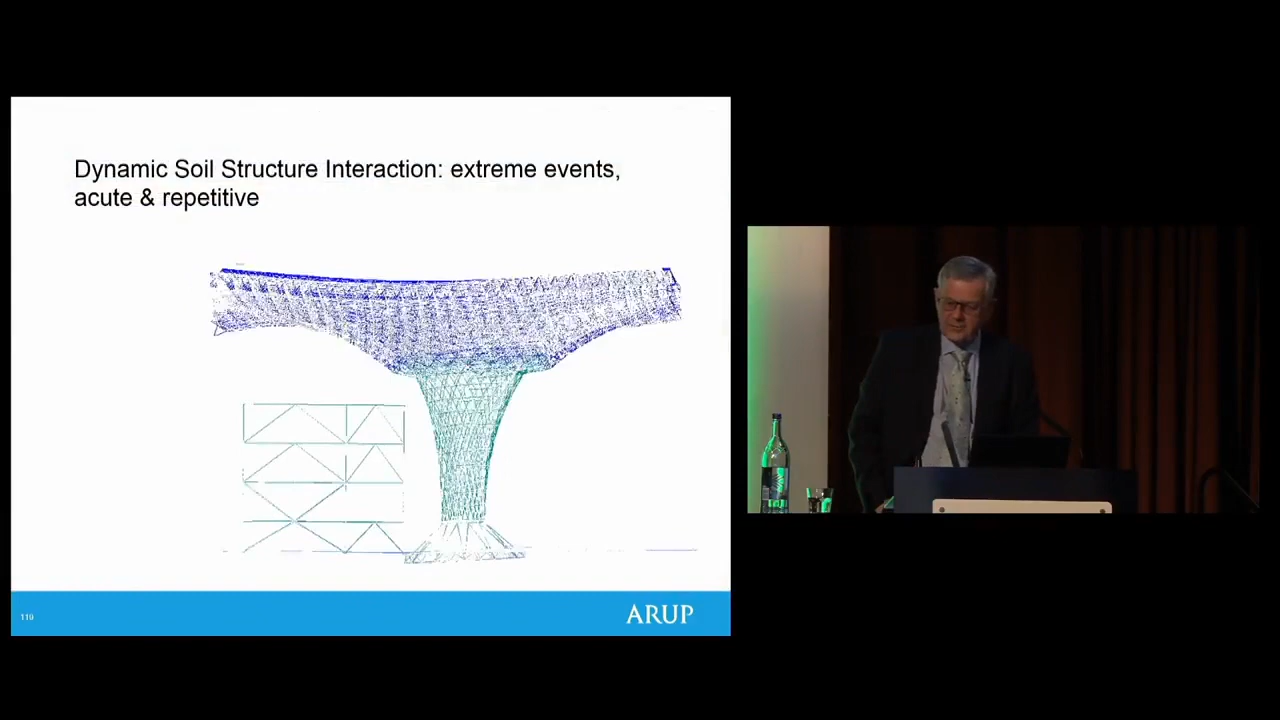 Dynamic Soil Structure Interaction: extreme events,
acute & repetitive
ARUP